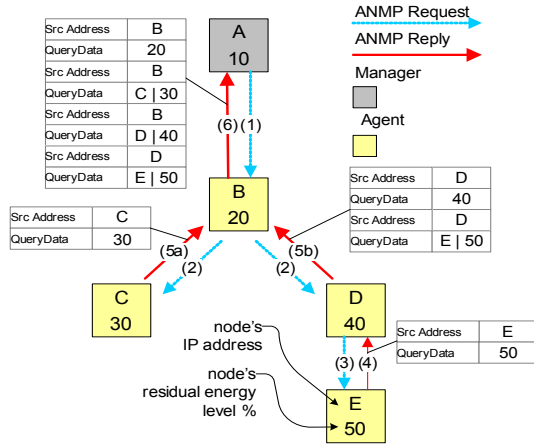 ANMP Request
ANMP Reply
Manager
Agent
Src Address B
QueryData 20
Src Address B
QueryData C | 30
Src Address B
QueryData D | 40
Src Address D
QueryData E | 50
A
10
(6) (1)
B
20
Src Address D
QueryData 40
Src Address D
QueryData E | 50
Src Address C
QueryData 30
(5a)
(2)
(5b)
(2)
C
30
D
40
node's
IP address
(3) (4)
Src Address E
QueryData 50
node's
residual energy
level %
E
50